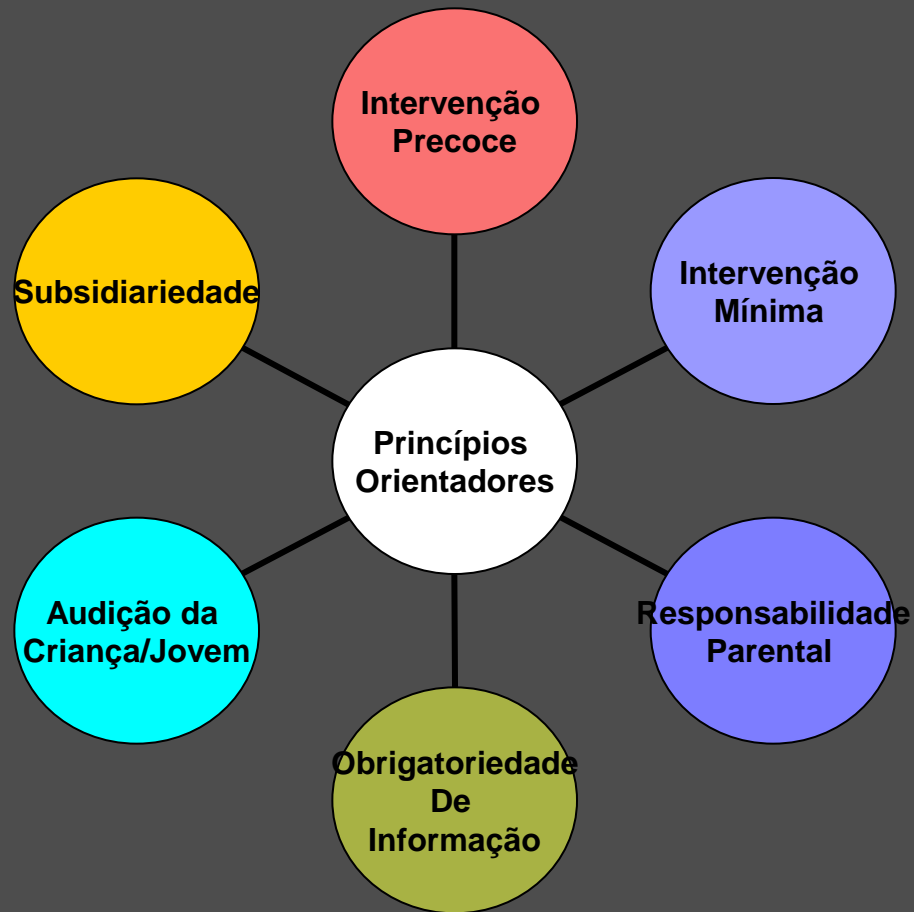 Intervenção
Precoce
Subsidiariedade
Intervenção
Mínima
Princípios
Orientadores
Audição da
Criança/Jovem
Responsabilidade
Parental
Obrigatoriedade
De
Informação